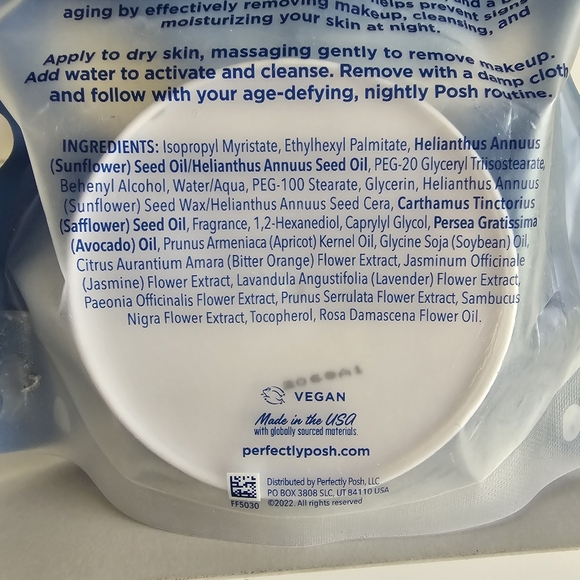 and a b
helps prevent signs
aging by effectively removing makeup, cleansing, and
moisturizing your skin at night.
Apply to dry skin, massaging gently to remove makeup.
Add water to activate and cleanse. Remove with a damp cloth
and follow with your age-defying, nightly Posh routine.
INGREDIENTS: Isopropyl Myristate, Ethylhexyl Palmitate, Helianthus Annuus
(Sunflower) Seed Oil/Helianthus Annuus Seed Oil, PEG-20 Glyceryl Triisostearate,
Behenyl Alcohol, Water/Aqua, PEG-100 Stearate, Glycerin, Helianthus Annuus
(Sunflower) Seed Wax/Helianthus Annuus Seed Cera, Carthamus Tinctorius
(Safflower) Seed Oil, Fragrance, 1,2-Hexanediol, Caprylyl Glycol, Persea Gratissima
(Avocado) Oil, Prunus Armeniaca (Apricot) Kernel Oil, Glycine Soja (Soybean) Oil,
Citrus Aurantium Amara (Bitter Orange) Flower Extract, Jasminum Officinale
(Jasmine) Flower Extract, Lavandula Angustifolia (Lavender) Flower Extract,
Paeonia Officinalis Flower Extract, Prunus Serrulata Flower Extract, Sambucus
Nigra Flower Extract, Tocopherol, Rosa Damascena Flower Oil.
VEGAN
Made in the USA
with globally sourced materials.
perfectlyposh.com
Distributed by Perfectly Posh, LLC
PO BOX 3808 SLC, UT 84110 USA
FF5030 ©2022. All rights reserved